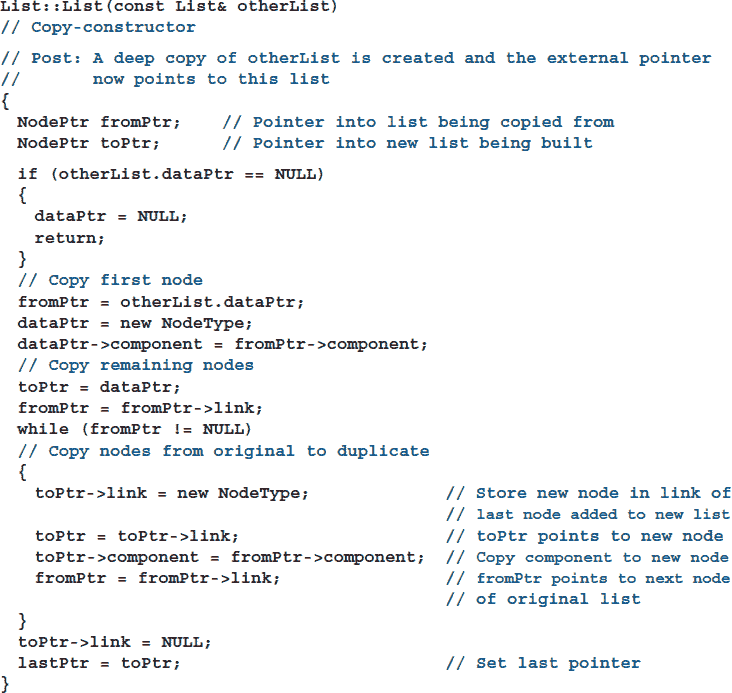 List::List(const List& otherList)
// Copy-constructor
// Post: A deep copy of otherList is created and the external pointer
//       now points to this list
{
  NodePtr fromPtr;    // Pointer into list being copied from
  NodePtr toPtr;      // Pointer into new list being built
  if (otherList.dataPtr == NULL)
  {
    dataPtr = NULL;
    return;
  }
  // Copy first node
  fromPtr = otherList.dataPtr;
  dataPtr = new NodeType;
  dataPtr->component = fromPtr->component;
  // Copy remaining nodes
  toPtr = dataPtr;
  fromPtr = fromPtr->link;
  while (fromPtr != NULL)
  // Copy nodes from original to duplicate
  {
    toPtr->link = new NodeType;             // Store new node in link of
                                            // last node added to new list
    toPtr = toPtr->link;                    // toPtr points to new node
    toPtr->component = fromPtr->component;  // Copy component to new node
    fromPtr = fromPtr->link;                // fromPtr points to next node
                                            // of original list
  }
  toPtr->link = NULL;
  lastPtr = toPtr;                          // Set last pointer
}